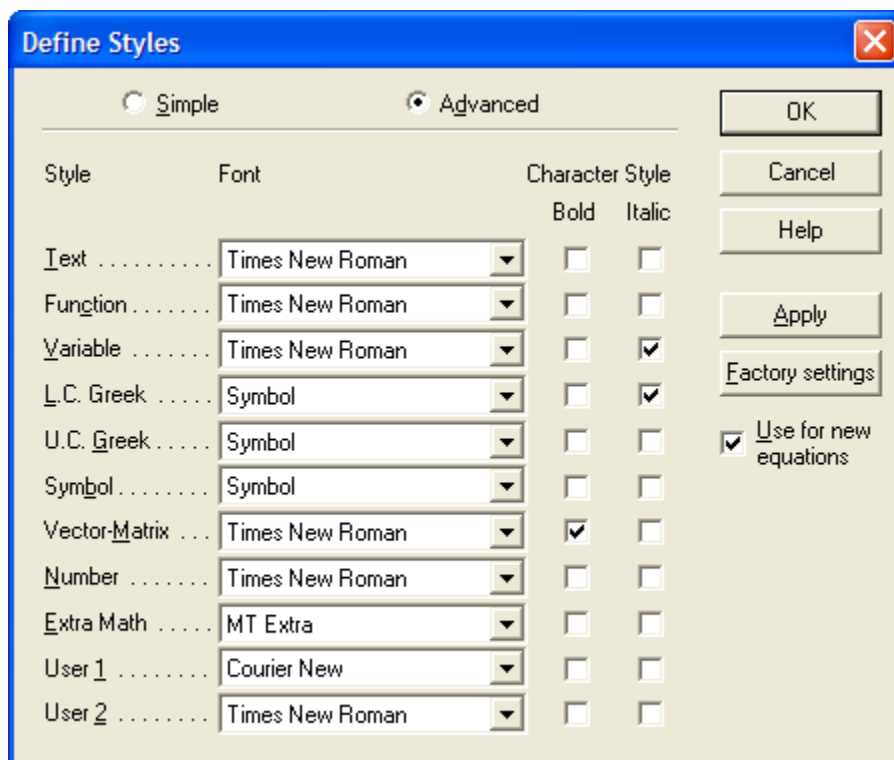 Define Styles
Simple Advanced OK
Style Font Character Style Cancel
Bold Italic
Help
Text . . . . . . . . . . Times New Roman
Function . . . . . . . Times New Roman
Apply
Variable . . . . . . . Times New Roman
Factory settings
L.C. Greek . . . . . Symbol
U.C. Greek . . . . . Symbol
Use for new
equations
Symbol . . . . . . . . Symbol
Vector-Matrix . . . Times New Roman
Number . . . . . . . Times New Roman
Extra Math . . . . . MT Extra
User 1 . . . . . . . . Courier New
User 2 . . . . . . . . Times New Roman